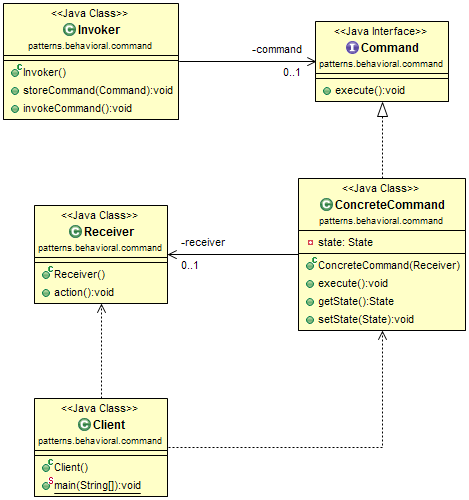 <<Java Class>>
Invoker
patterns.behavioral.command
Invoker()
storeCommand(Command):void
invokeCommand():void
-command
0..1
<<Java Interface>>
Command
patterns.behavioral.command
execute():void
<<Java Class>>
Receiver
patterns.behavioral.command
Receiver()
action():void
-receiver
0..1
<<Java Class>>
ConcreteCommand
patterns.behavioral.command
state: State
ConcreteCommand(Receiver)
execute():void
getState():State
setState(State):void
<<Java Class>>
Client
patterns.behavioral.command
Client()
main(String[]):void